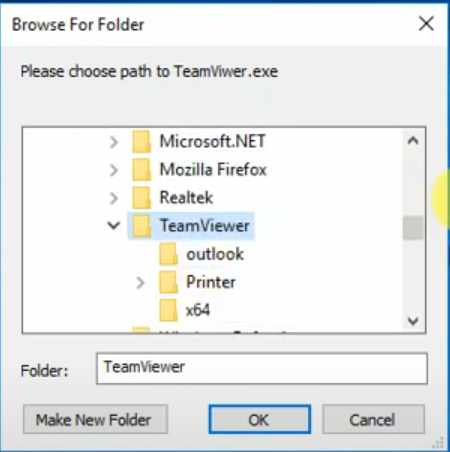 Browse For Folder
Please choose path to TeamViwer.exe
Microsoft.NET
Mozilla Firefox
Realtek
TeamViewer
outlook
Printer
x64
Folder: TeamViewer
Make New Folder OK Cancel